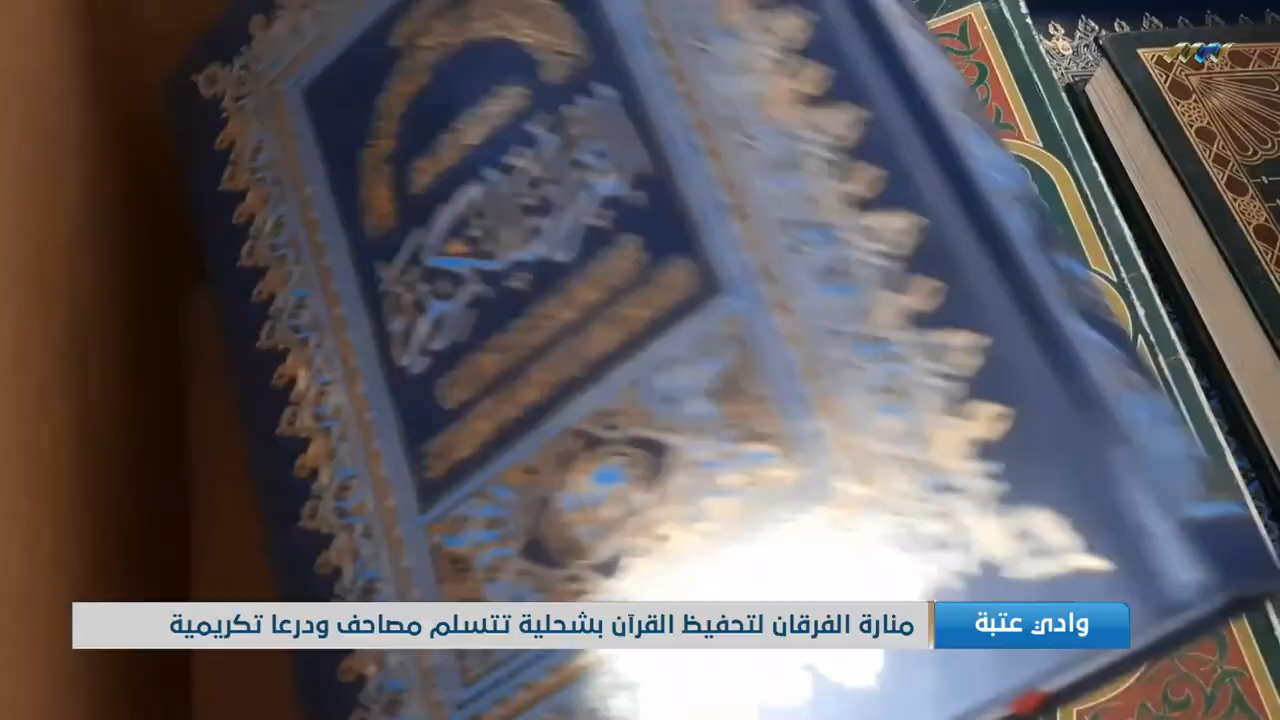 وادي عتبة
منارة الفرقان لتحفيظ القرآن بشحلية تتسلم مصاحف ودرعا تكريمية